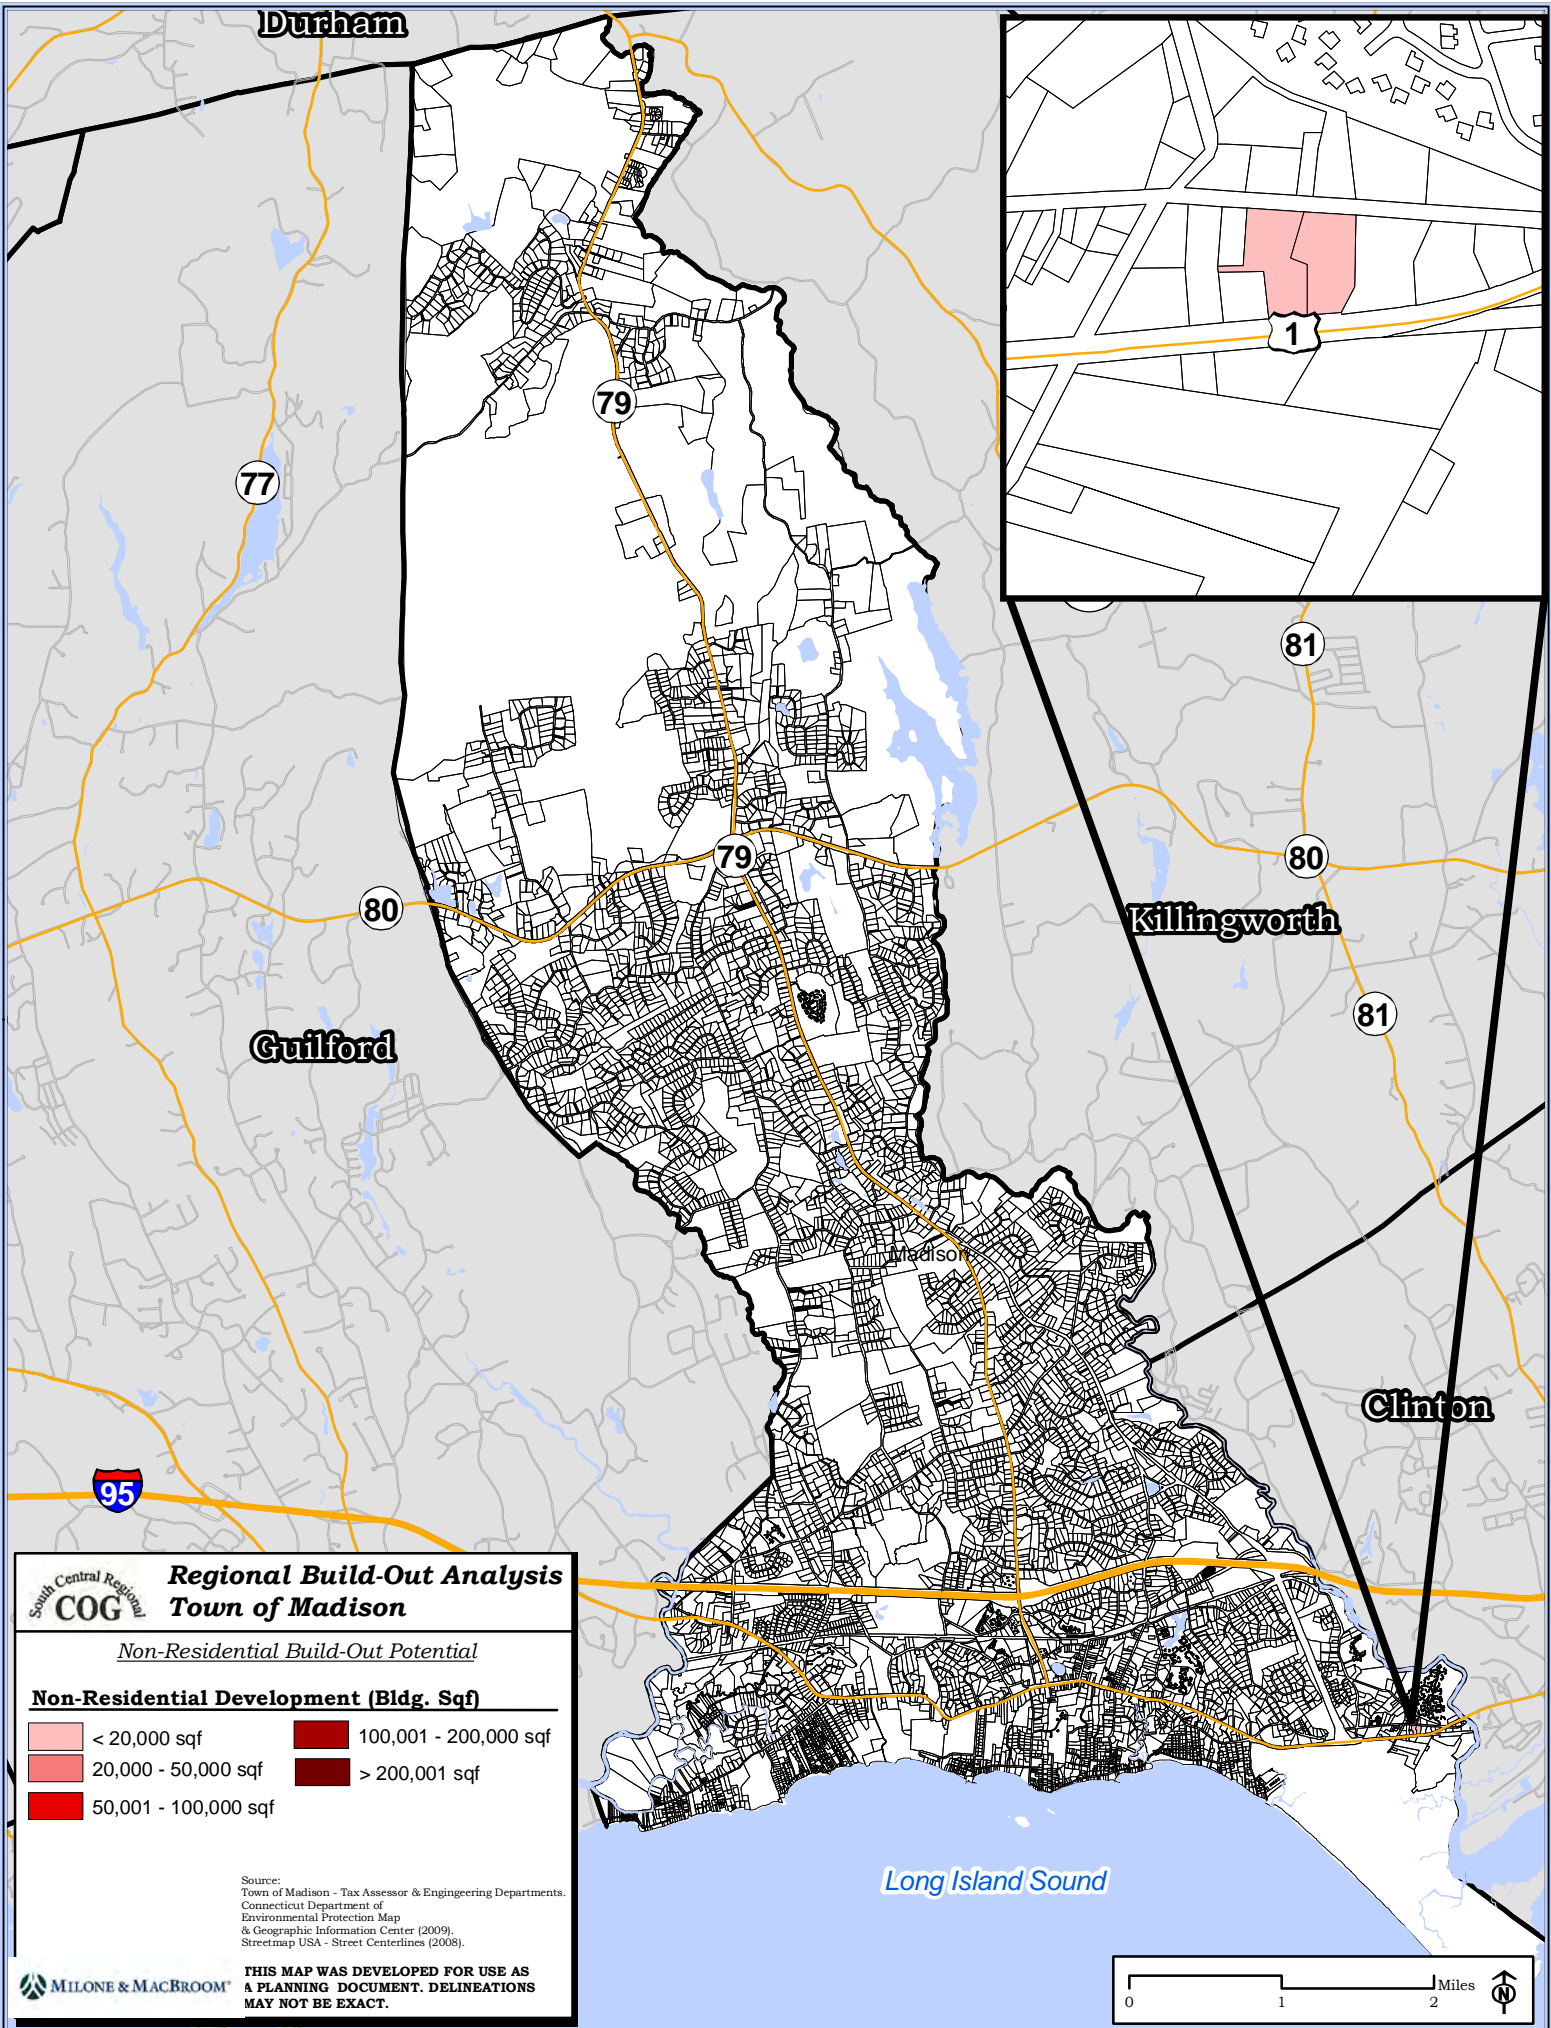 Durham
1
79
77
81
79
80
80
Killingworth
81
Guilford
Madison
Clinton
95
South Central Regional
COG
Regional Build-Out Analysis
Town of Madison
Non-Residential Build-Out Potential
Non-Residential Development (Bldg. Sqf)
< 20,000 sqf
20,000 - 50,000 sqf
50,001 - 100,000 sqf
100,001 - 200,000 sqf
> 200,001 sqf
Source:
Town of Madison - Tax Assessor & Engingeering Departments.
Connecticut Department of
Environmental Protection Map
& Geographic Information Center (2009).
Streetmap USA - Street Centerlines (2008).
MILONE & MACBROOM®
THIS MAP WAS DEVELOPED FOR USE AS
A PLANNING DOCUMENT. DELINEATIONS
MAY NOT BE EXACT.
Long Island Sound
Miles
0 1 2
N